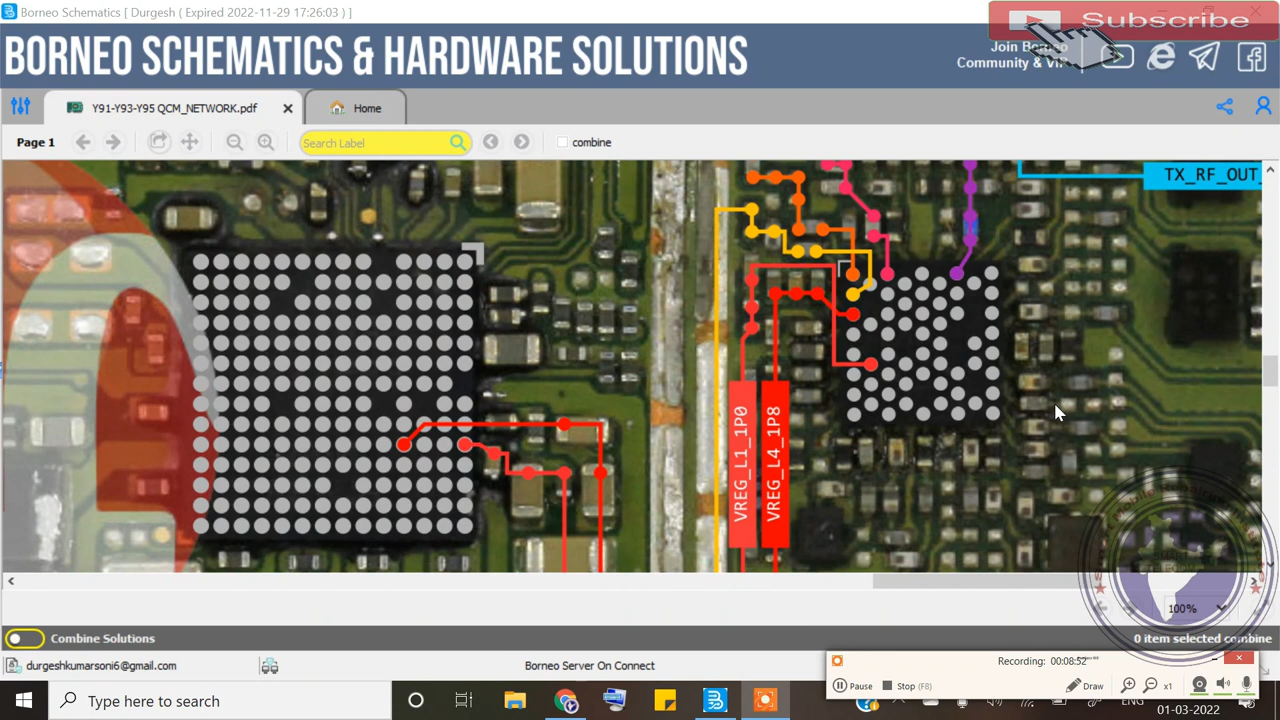 Borneo Schematics [ Durgesh ( Expired 2022-11-29 17:26:03 ) ]
Subscribe
BORNEO SCHEMATICS & HARDWARE SOLUTIONS
Join Borneo
Community & VIP
Y91-Y93-Y95 QCM_NETWORK.pdf
Home
Page 1
Search Label
combine
TX_RF_OUT_
VREG_L1_1P0
VREG_L4_1P8
100%
Combine Solutions
0 item selected combine
durgeshkumarsoni6@gmail.com
Borneo Server On Connect
Recording: 00:08:52
Pause
Stop (F8)
Draw
x1
Type here to search
ENG
01-03-2022